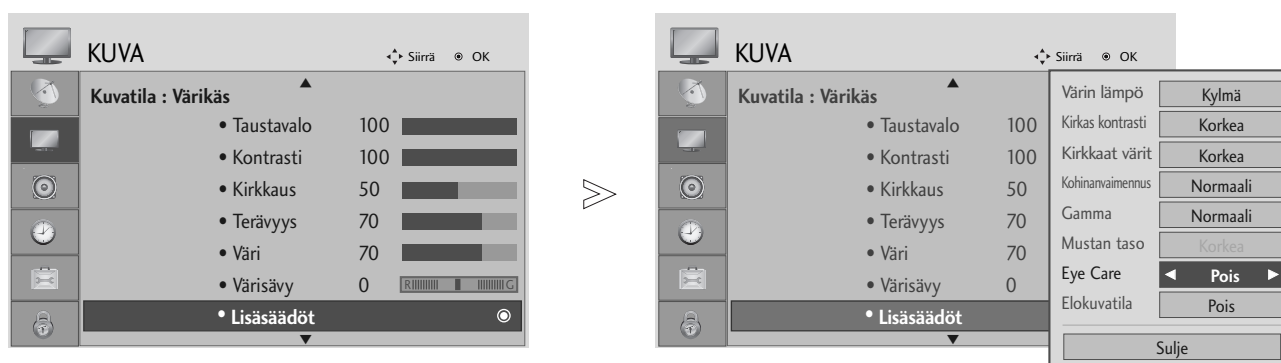 KUVA
Siirrä OK
Kuvatila : Värikäs
• Taustavalo 100
• Kontrasti 100
• Kirkkaus 50
• Terävyys 70
• Väri 70
• Värisävy 0 R G
• Lisäsäädöt
KUVA
Siirrä OK
Kuvatila : Värikäs
• Taustavalo 100
• Kontrasti 100
• Kirkkaus 50
• Terävyys 70
• Väri 70
• Värisävy 0
• Lisäsäädöt
Värin lämpö Kylmä
Kirkas kontrasti Korkea
Kirkkaat värit Korkea
Kohinanvaimennus Normaali
Gamma Normaali
Mustan taso Korkea
Eye Care Pois
Elokuvatila Pois
Sulje